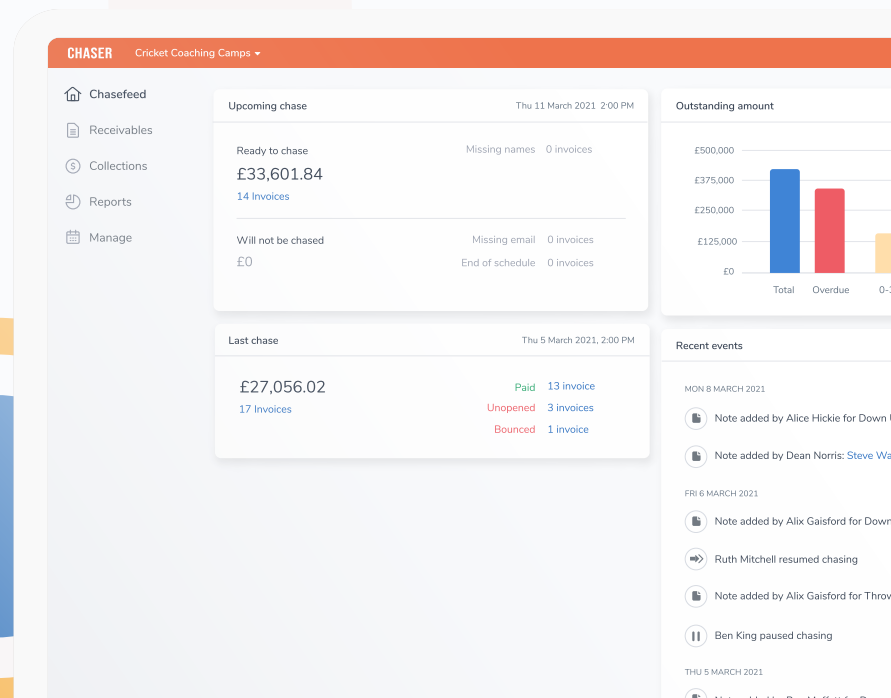 CHASER Cricket Coaching Camps
Chasefeed
Receivables
Collections
Reports
Manage
Upcoming chase Thu 11 March 2021 2:00 PM
Ready to chase Missing names 0 invoices
£33,601.84
14 Invoices
Will not be chased Missing email 0 invoices
£0 End of schedule 0 invoices
Last chase Thu 5 March 2021, 2:00 PM
£27,056.02 Paid 13 invoice
17 Invoices Unopened 3 invoices
Bounced 1 invoice
Outstanding amount
£500,000
£375,000
£250,000
£125,000
£0
Total Overdue 0-
Recent events
MON 8 MARCH 2021
Note added by Alice Hickie for Down
Note added by Dean Norris: Steve
FRI 6 MARCH 2021
Note added by Alix Gaisford for Down
Ruth Mitchell resumed chasing
Note added by Alix Gaisford for
Ben King paused chasing
THU 5 MARCH 2021